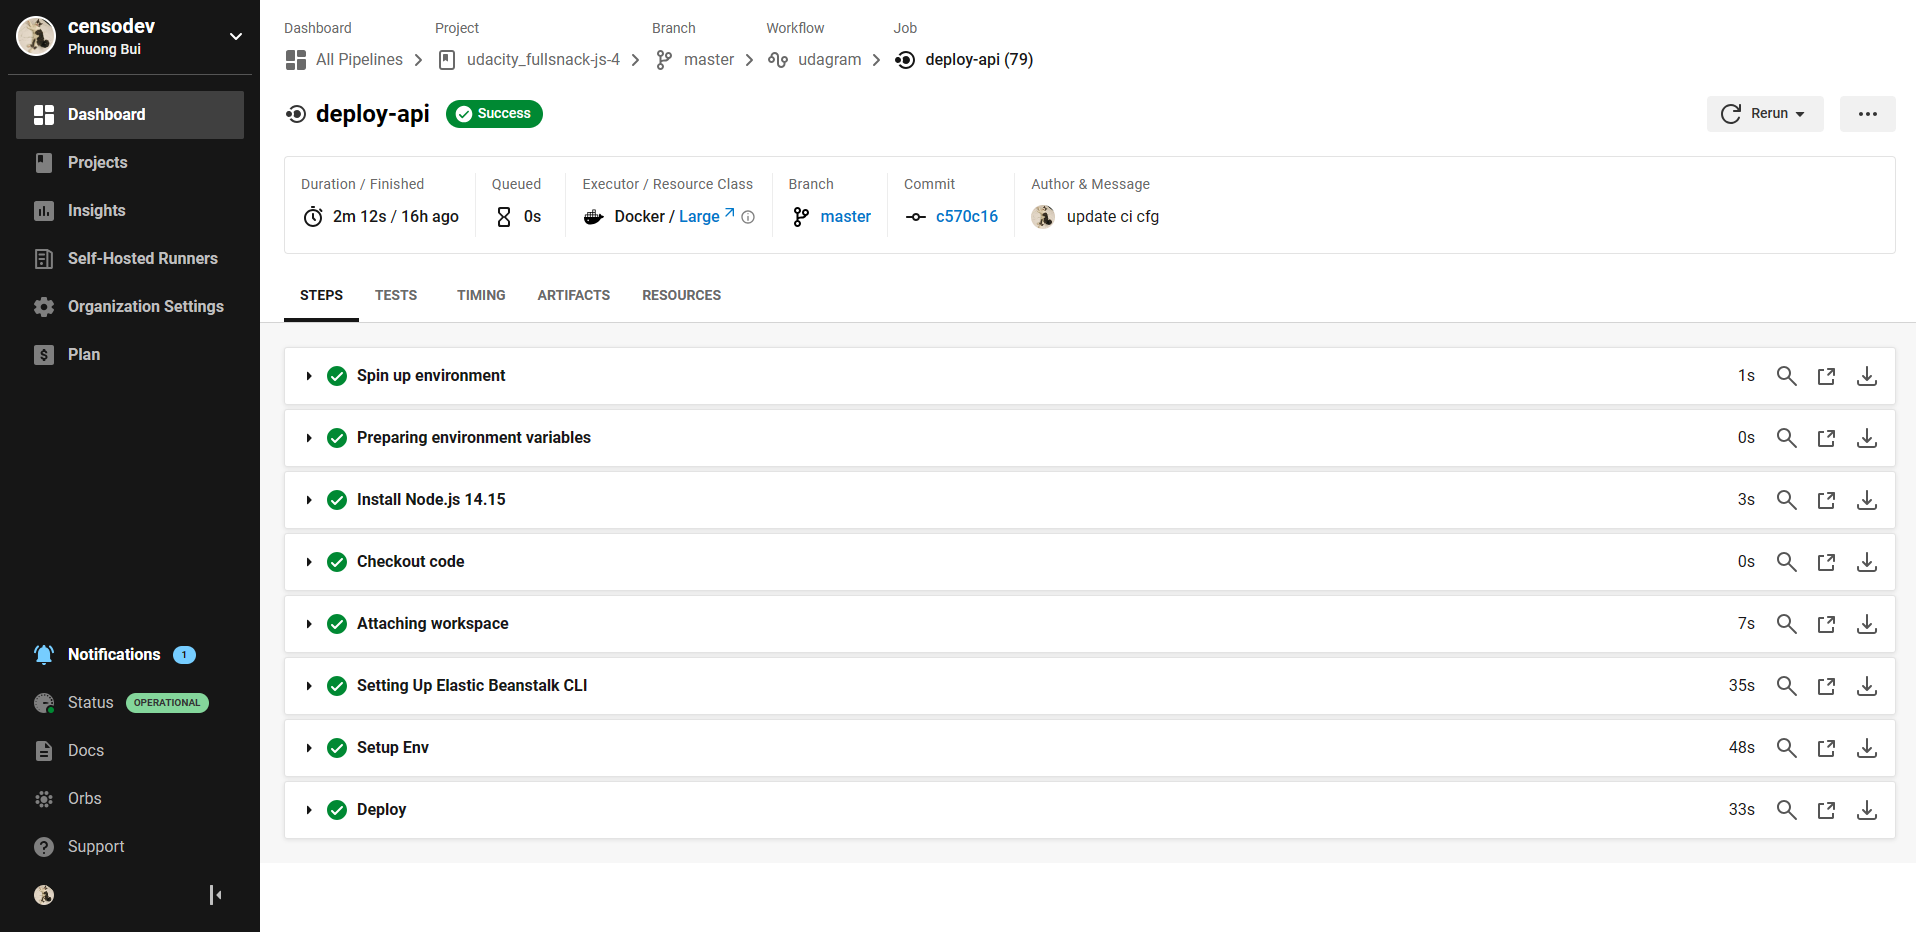 censodev
Phuong Bui
Dashboard
Projects
Insights
Self-Hosted Runners
Organization Settings
Plan
Notifications 1
Status OPERATIONAL
Docs
Orbs
Support
Dashboard Project Branch Workflow Job
All Pipelines udacity_fullsnack-js-4 master udagram deploy-api (79)
deploy-api Success Rerun
Duration / Finished Queued Executor / Resource Class Branch Commit Author & Message
2m 12s / 16h ago 0s Docker / Large master c570c16 update ci cfg
STEPS TESTS TIMING ARTIFACTS RESOURCES
Spin up environment 1s
Preparing environment variables 0s
Install Node.js 14.15 3s
Checkout code 0s
Attaching workspace 7s
Setting Up Elastic Beanstalk CLI 35s
Setup Env 48s
Deploy 33s